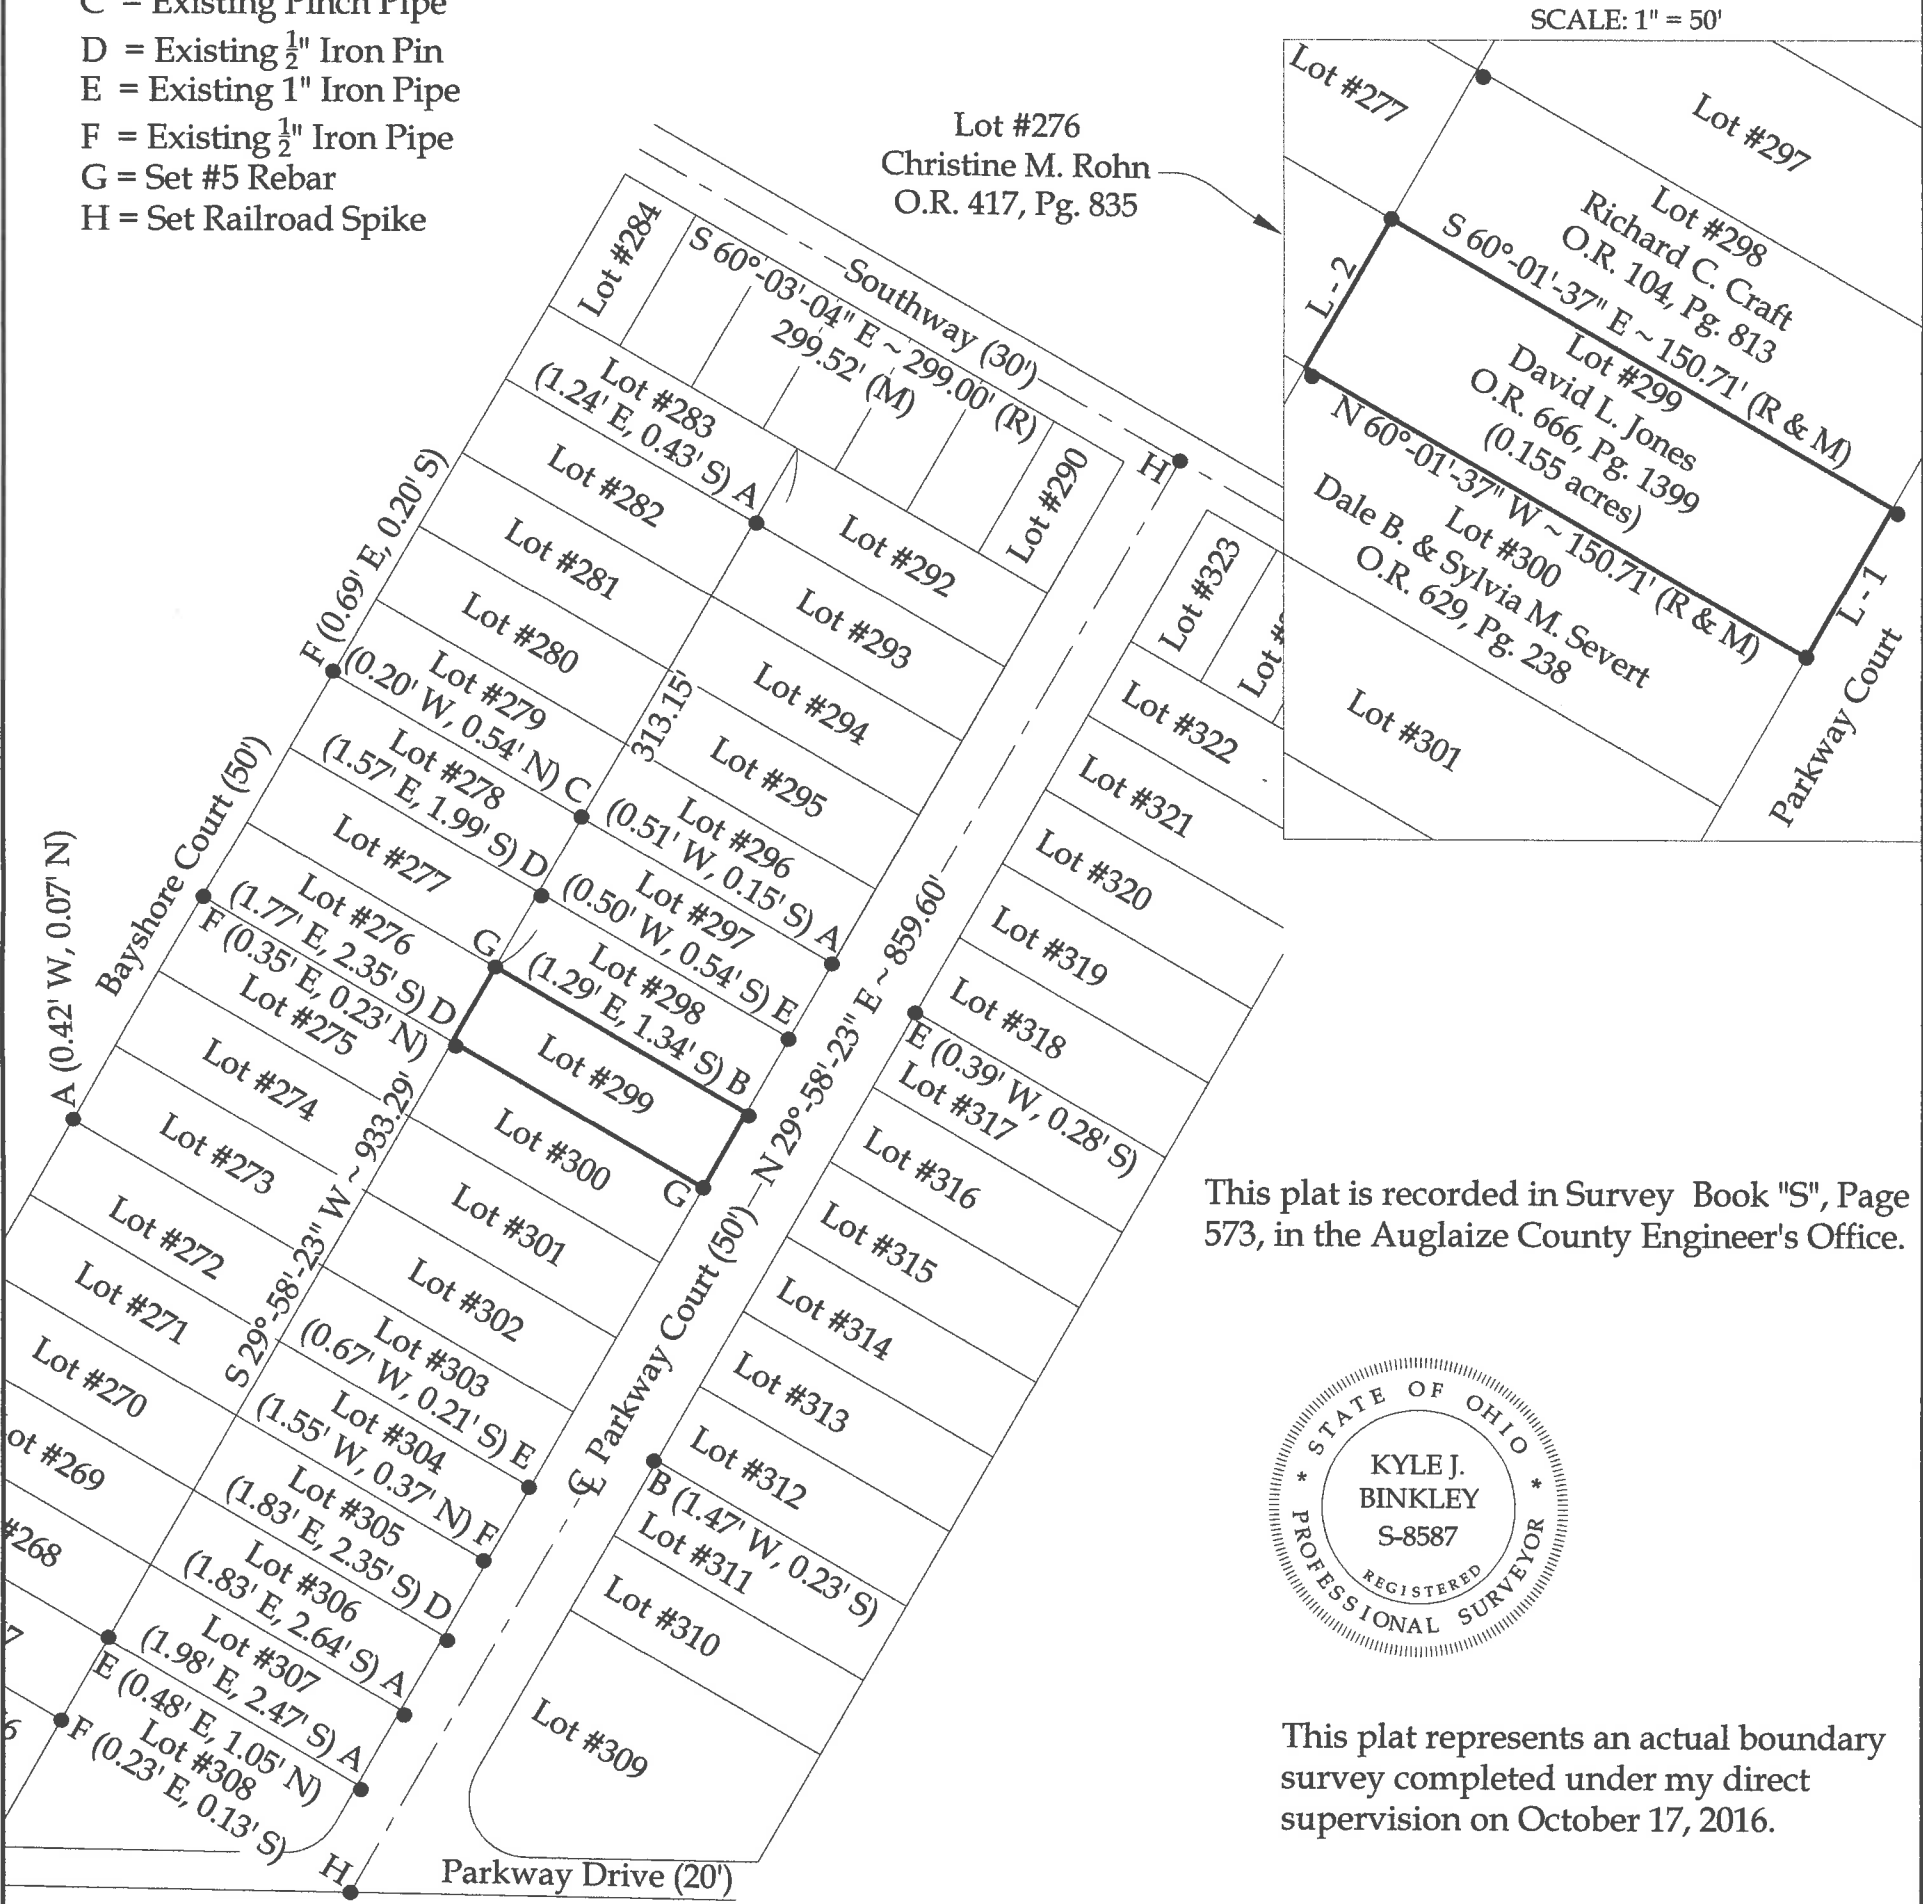 C = Existing Pinch Pipe
D = Existing ½" Iron Pin
E = Existing 1" Iron Pipe
F = Existing ½" Iron Pipe
G = Set #5 Rebar
H = Set Railroad Spike
Lot #276
Christine M. Rohn
O.R. 417, Pg. 835
SCALE: 1" = 50'
Lot #277
Lot #297
Lot #298
Richard C. Craft
O.R. 104, Pg. 813
S 60°-01'-37" E ~ 150.71' (R & M)
L - 2
Lot #299
David L. Jones
O.R. 666, Pg. 1399
(0.155 acres)
N 60°-01'-37" W ~ 150.71' (R & M)
L - 1
Lot #300
Dale B. & Sylvia M. Severt
O.R. 629, Pg. 238
Lot #301
Parkway Court
Southway (30')
S 60°-03'-04" E ~ 299.00' (R)
299.52' (M)
Lot #284
Lot #290
H
Lot #283
(1.24' E, 0.43' S) A
Lot #282
Lot #281
Lot #280
F (0.69' E, 0.20' S)
Lot #279
(0.20' W, 0.54' N) C
Lot #278
(1.57' E, 1.99' S) D
Lot #277
Lot #276
(1.77' E, 2.35' S) D
F (0.35' E, 0.23' N)
Lot #275
Lot #274
Lot #273
Lot #272
Lot #271
Lot #270
ot #269
#268
7
6
Bayshore Court (50')
A (0.42' W, 0.07' N)
313.15'
S 29°-58'-23" W ~ 933.29'
Lot #292
Lot #293
Lot #294
Lot #295
Lot #296
(0.51' W, 0.15' S) A
Lot #297
(0.50' W, 0.54' S) E
Lot #298
(1.29' E, 1.34' S) B
G
Lot #299
G
Lot #300
Lot #301
Lot #302
Lot #303
(0.67' W, 0.21' S) E
Lot #304
(1.55' W, 0.37' N) F
Lot #305
(1.83' E, 2.35' S) D
Lot #306
(1.83' E, 2.64' S) A
Lot #307
(1.98' E, 2.47' S) A
E (0.48' E, 1.05' N)
Lot #308
F (0.23' E, 0.13' S)
H
℄ Parkway Court (50') N 29°-58'-23" E ~ 859.60'
Lot #323
Lot #
Lot #322
Lot #321
Lot #320
Lot #319
Lot #318
E (0.39' W, 0.28' S)
Lot #317
Lot #316
Lot #315
Lot #314
Lot #313
Lot #312
B (1.47' W, 0.23' S)
Lot #311
Lot #310
Lot #309
Parkway Drive (20')
This plat is recorded in Survey Book "S", Page
573, in the Auglaize County Engineer's Office.
STATE OF OHIO
KYLE J.
BINKLEY
S-8587
REGISTERED
* PROFESSIONAL SURVEYOR *
This plat represents an actual boundary
survey completed under my direct
supervision on October 17, 2016.